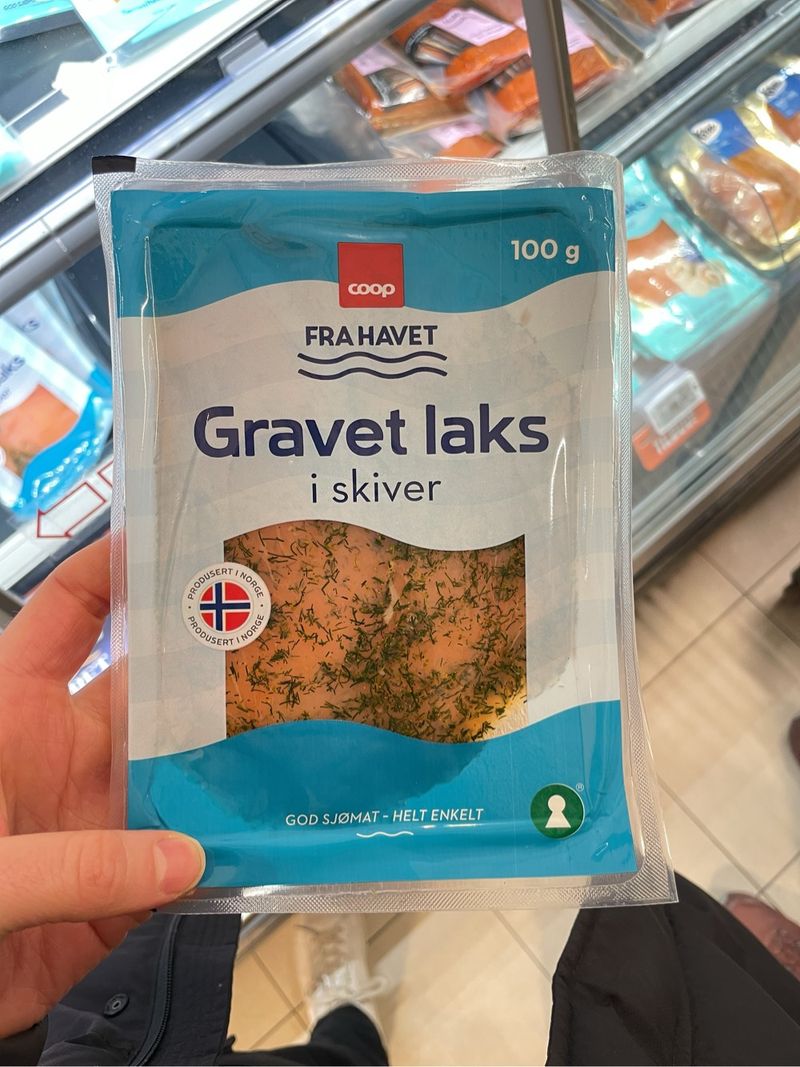 100 g
coop
FRA HAVET
Gravet laks
i skiver
PRODUSERT I NORGE
PRODUSERT I NORGE
GOD SJØMAT - HELT ENKELT
®